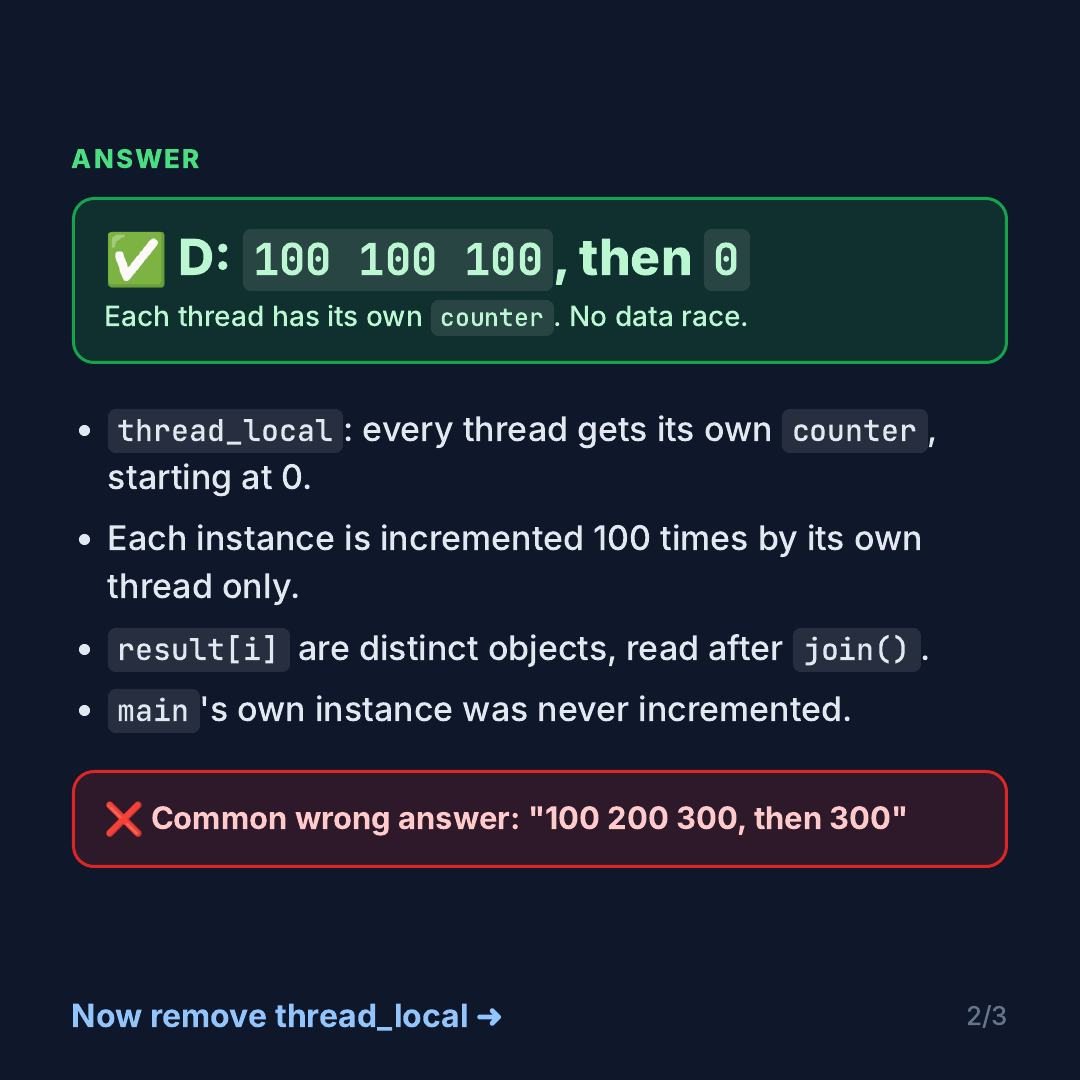 ANSWER
✅ D: 100 100 100, then 0
Each thread has its own counter. No data race.
• thread_local: every thread gets its own counter,
starting at 0.
• Each instance is incremented 100 times by its own
thread only.
• result[i] are distinct objects, read after join().
• main's own instance was never incremented.
❌ Common wrong answer: "100 200 300, then 300"
Now remove thread_local ➜
2/3